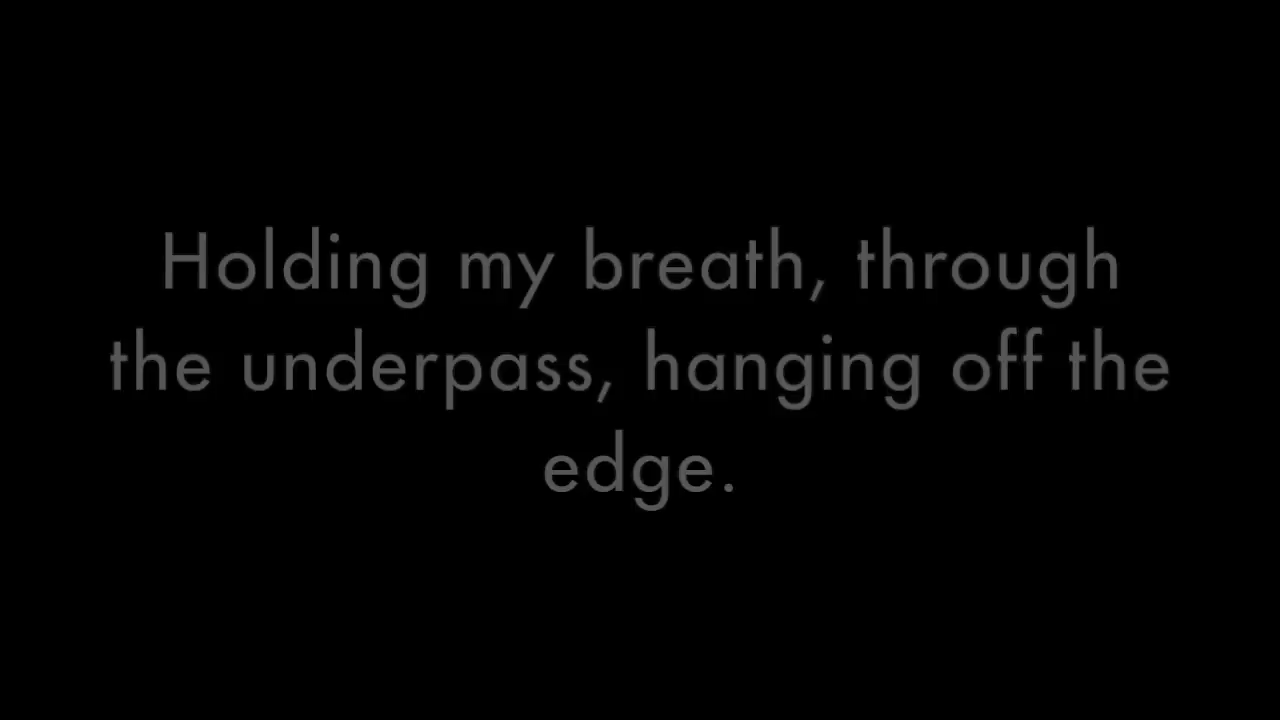 Holding my breath, through
the underpass, hanging off the
edge.